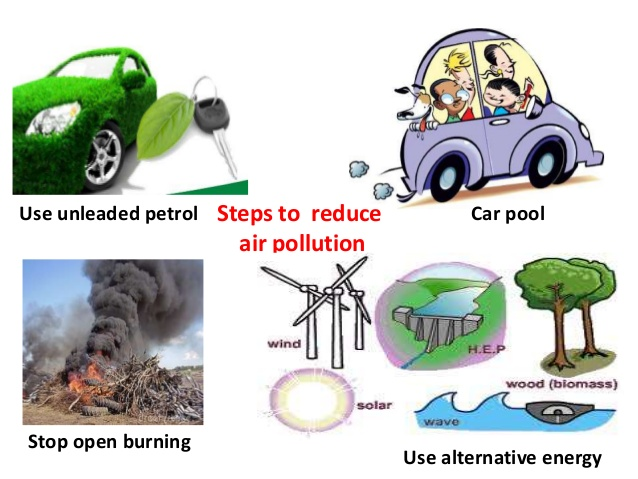 Use unleaded petrol
Steps to reduce
air pollution
Car pool
wind
H.E.P
wood (biomass)
solar
wave
Stop open burning
Use alternative energy